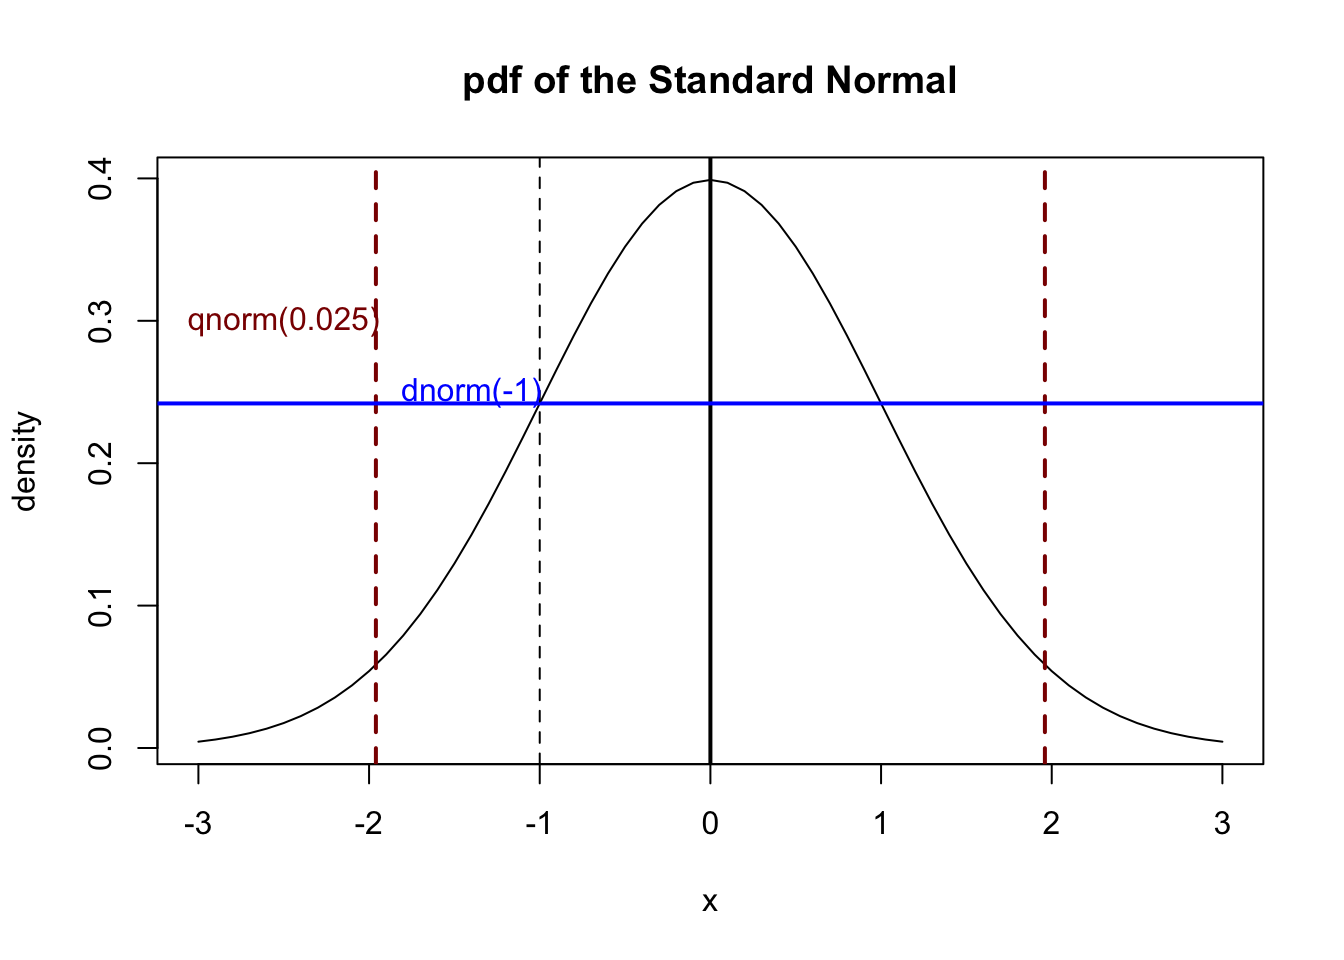 pdf of the Standard Normal
0.4
0.3
0.2
0.1
0.0
density
qnorm(0.025)
dnorm(-1)
-3 -2 -1 0 1 2 3
x